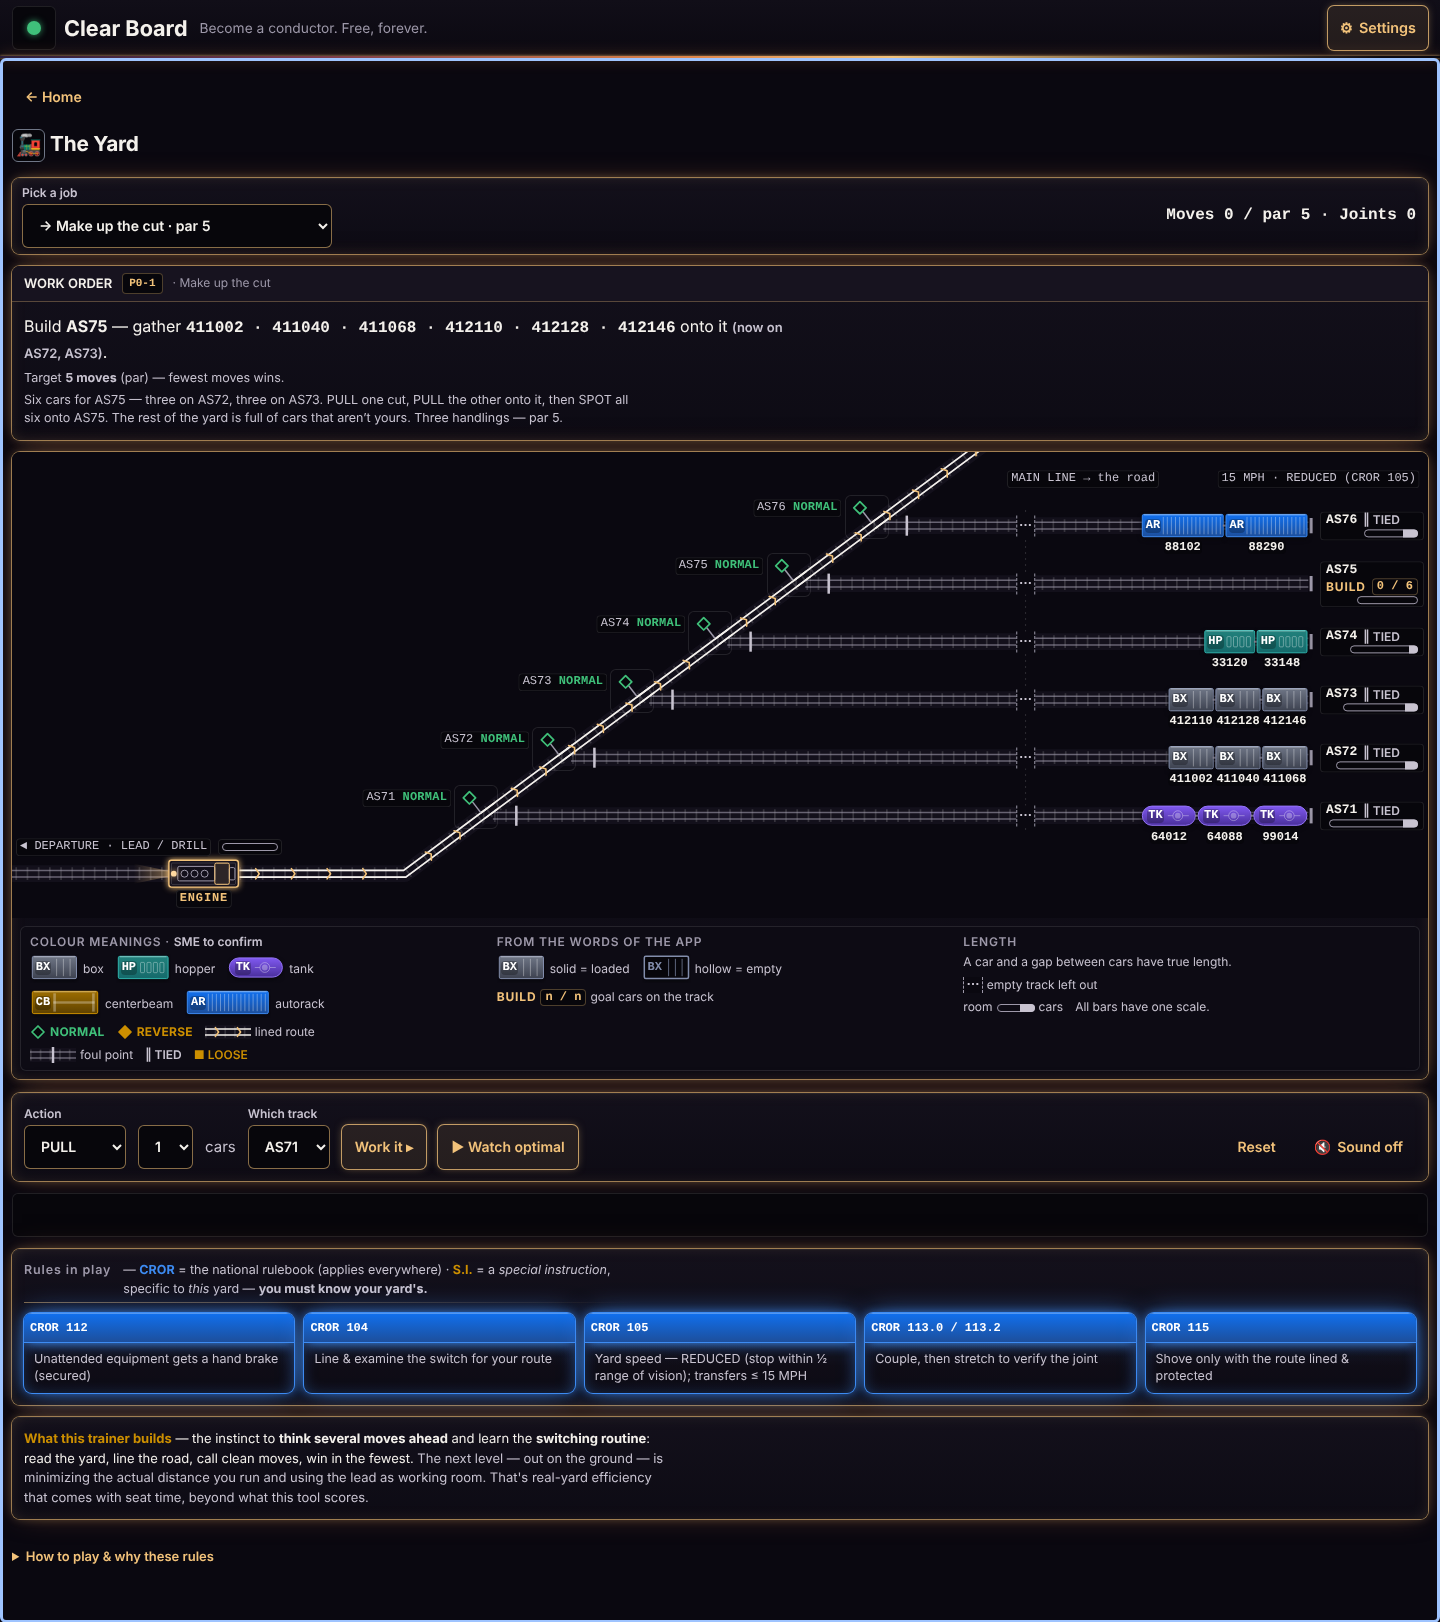 Clear Board Become a conductor. Free, forever.
⚙ Settings
← Home
The Yard
Pick a job
→ Make up the cut · par 5
Moves 0 / par 5 · Joints 0
WORK ORDER P0-1 · Make up the cut
Build AS75 — gather 411002 · 411040 · 411068 · 412110 · 412128 · 412146 onto it (now on
AS72, AS73).
Target 5 moves (par) — fewest moves wins.
Six cars for AS75 — three on AS72, three on AS73. PULL one cut, PULL the other onto it, then SPOT all
six onto AS75. The rest of the yard is full of cars that aren't yours. Three handlings — par 5.
MAIN LINE → the road
15 MPH · REDUCED (CROR 105)
AS76 NORMAL
AR AR
88102 88290
AS76 ║ TIED
AS75 NORMAL
AS75
BUILD 0 / 6
AS74 NORMAL
HP HP
33120 33148
AS74 ║ TIED
AS73 NORMAL
BX BX BX
412110 412128 412146
AS73 ║ TIED
AS72 NORMAL
BX BX BX
411002 411040 411068
AS72 ║ TIED
AS71 NORMAL
TK TK TK
64012 64088 99014
AS71 ║ TIED
◄ DEPARTURE · LEAD / DRILL
ENGINE
COLOUR MEANINGS · SME to confirm
BX box HP hopper TK tank
CB centerbeam AR autorack
NORMAL REVERSE lined route
foul point ║ TIED ■ LOOSE
FROM THE WORDS OF THE APP
BX solid = loaded BX hollow = empty
BUILD n / n goal cars on the track
LENGTH
A car and a gap between cars have true length.
··· empty track left out
room cars All bars have one scale.
Action
PULL 1 cars
Which track
AS71
Work it ▸
▶ Watch optimal
Reset
Sound off
Rules in play — CROR = the national rulebook (applies everywhere) · S.I. = a special instruction,
specific to this yard — you must know your yard's.
CROR 112
Unattended equipment gets a hand brake
(secured)
CROR 104
Line & examine the switch for your route
CROR 105
Yard speed — REDUCED (stop within ½
range of vision); transfers ≤ 15 MPH
CROR 113.0 / 113.2
Couple, then stretch to verify the joint
CROR 115
Shove only with the route lined &
protected
What this trainer builds — the instinct to think several moves ahead and learn the switching routine:
read the yard, line the road, call clean moves, win in the fewest. The next level — out on the ground — is
minimizing the actual distance you run and using the lead as working room. That's real-yard efficiency
that comes with seat time, beyond what this tool scores.
▶ How to play & why these rules